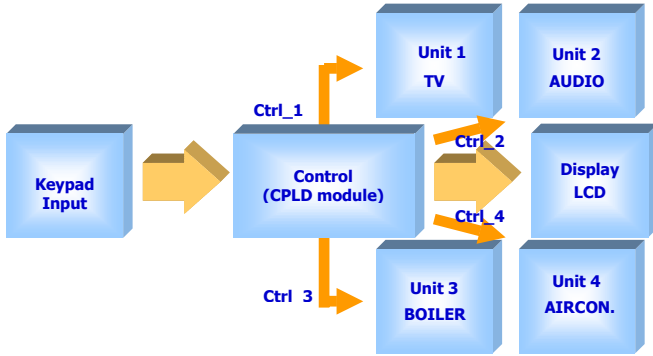 Unit 1
TV
Unit 2
AUDIO
Ctrl_1
Ctrl_2
Keypad
Input
Control
(CPLD module)
Display
LCD
Ctrl_4
Ctrl 3
Unit 3
BOILER
Unit 4
AIRCON.